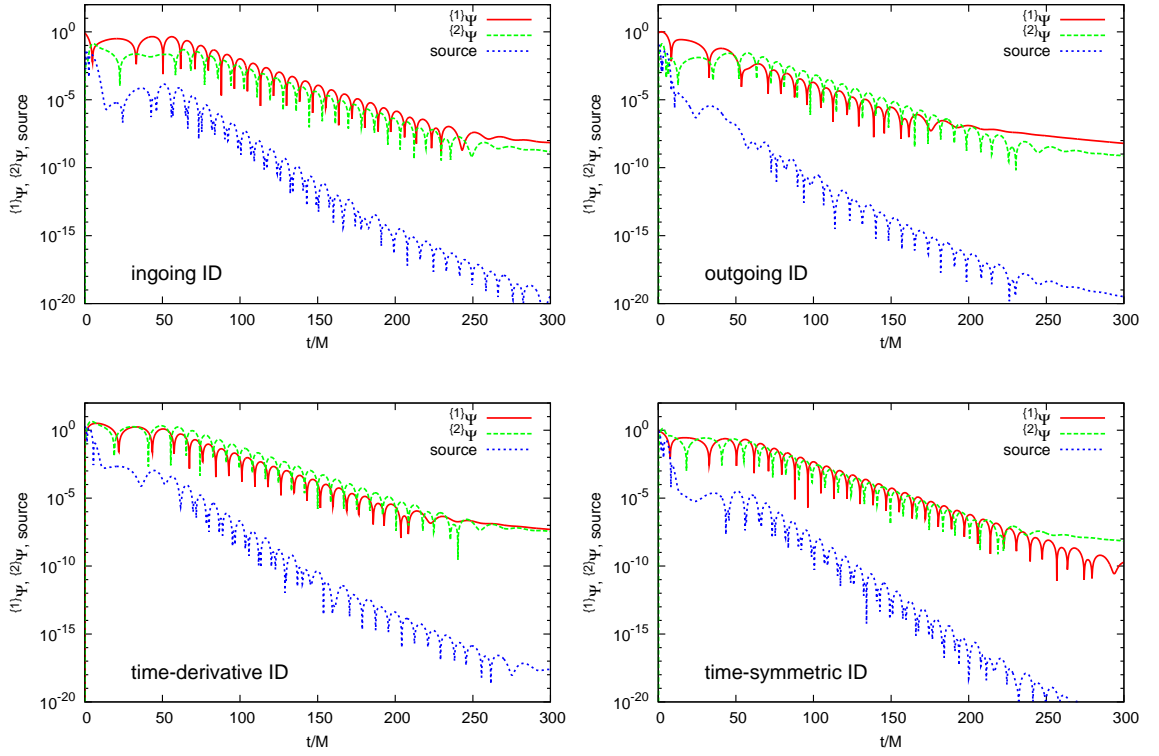 10^0
10^-5
10^-10
10^-15
10^-20
0 50 100 150 200 250 300
{1}Ψ, {2}Ψ, source
t/M
ingoing ID
{1}Ψ
{2}Ψ
source
10^0
10^-5
10^-10
10^-15
10^-20
0 50 100 150 200 250 300
{1}Ψ, {2}Ψ, source
t/M
outgoing ID
{1}Ψ
{2}Ψ
source
10^0
10^-5
10^-10
10^-15
10^-20
0 50 100 150 200 250 300
{1}Ψ, {2}Ψ, source
t/M
time-derivative ID
{1}Ψ
{2}Ψ
source
10^0
10^-5
10^-10
10^-15
10^-20
0 50 100 150 200 250 300
{1}Ψ, {2}Ψ, source
t/M
time-symmetric ID
{1}Ψ
{2}Ψ
source